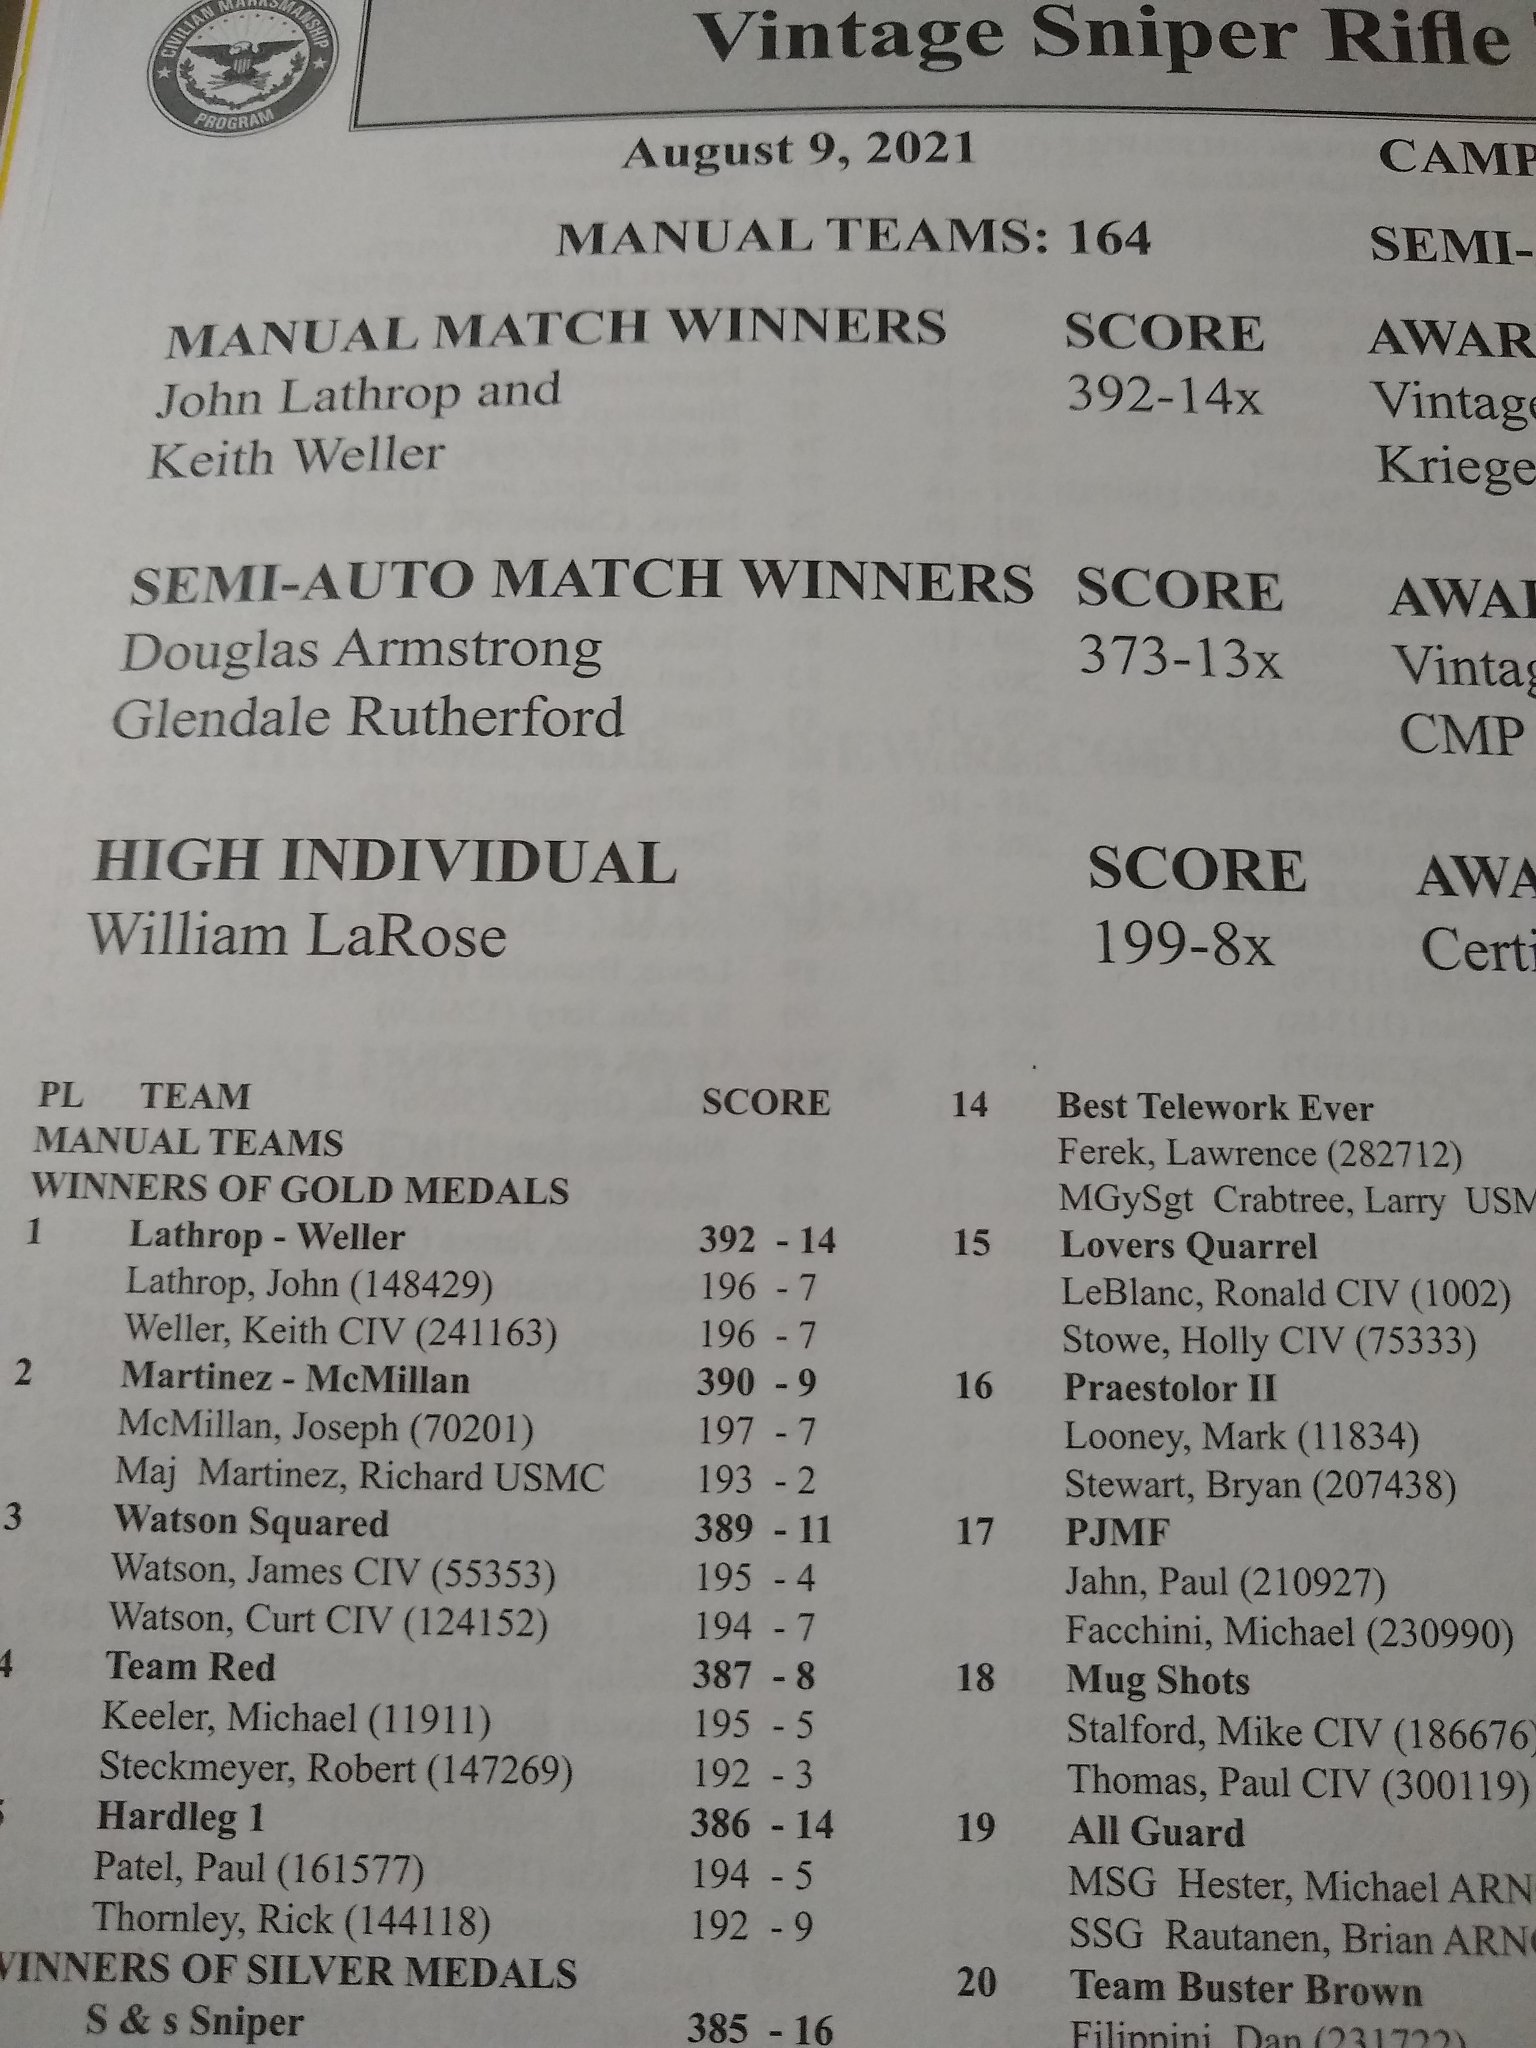 CIVILIAN MARKSMANSHIP
PROGRAM
Vintage Sniper Rifle
August 9, 2021
CAMP
MANUAL TEAMS: 164
SEMI-
MANUAL MATCH WINNERS SCORE AWAR
John Lathrop and 392-14x Vintage
Keith Weller Kriege
SEMI-AUTO MATCH WINNERS SCORE AWA
Douglas Armstrong 373-13x Vintag
Glendale Rutherford CMP
HIGH INDIVIDUAL SCORE AWA
William LaRose 199-8x Certi
PL TEAM SCORE
MANUAL TEAMS
WINNERS OF GOLD MEDALS
1 Lathrop - Weller 392 - 14
Lathrop, John (148429) 196 - 7
Weller, Keith CIV (241163) 196 - 7
2 Martinez - McMillan 390 - 9
McMillan, Joseph (70201) 197 - 7
Maj Martinez, Richard USMC 193 - 2
3 Watson Squared 389 - 11
Watson, James CIV (55353) 195 - 4
Watson, Curt CIV (124152) 194 - 7
4 Team Red 387 - 8
Keeler, Michael (11911) 195 - 5
Steckmeyer, Robert (147269) 192 - 3
5 Hardleg 1 386 - 14
Patel, Paul (161577) 194 - 5
Thornley, Rick (144118) 192 - 9
WINNERS OF SILVER MEDALS
S & s Sniper 385 - 16
14 Best Telework Ever
Ferek, Lawrence (282712)
MGySgt Crabtree, Larry USM
15 Lovers Quarrel
LeBlanc, Ronald CIV (1002)
Stowe, Holly CIV (75333)
16 Praestolor II
Looney, Mark (11834)
Stewart, Bryan (207438)
17 PJMF
Jahn, Paul (210927)
Facchini, Michael (230990)
18 Mug Shots
Stalford, Mike CIV (186676)
Thomas, Paul CIV (300119)
19 All Guard
MSG Hester, Michael ARN
SSG Rautanen, Brian ARNG
20 Team Buster Brown
Filippini, Dan (231722)